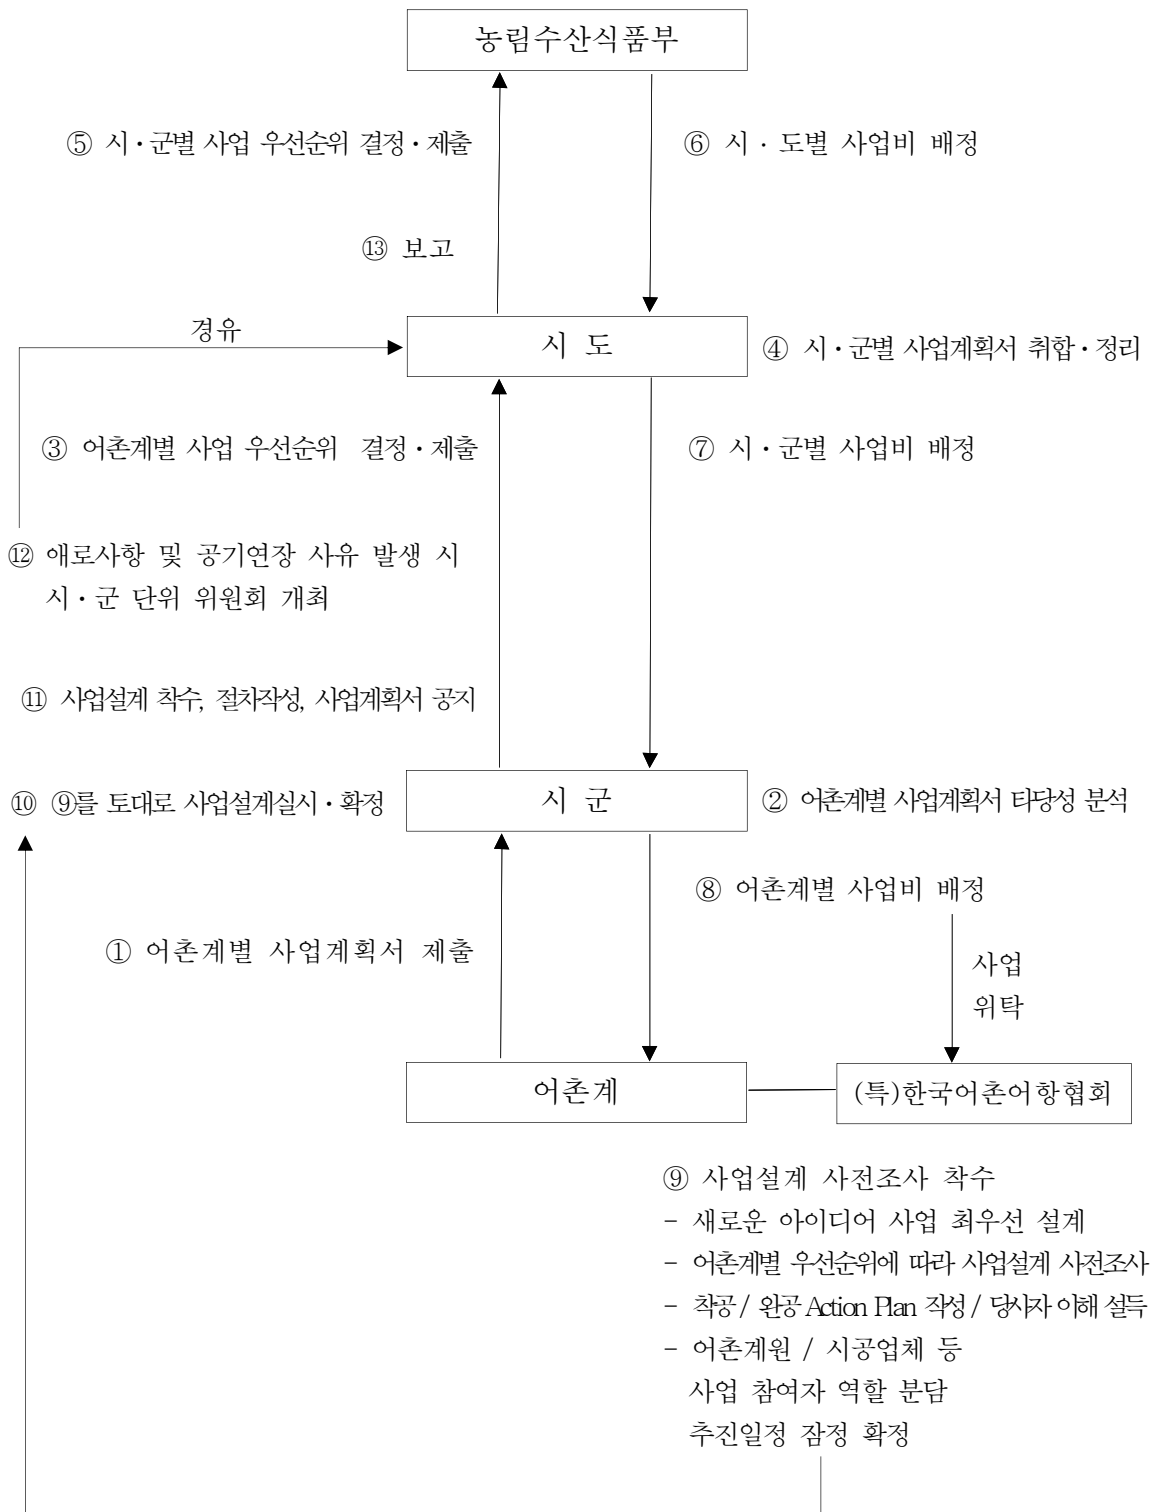 농림수산식품부
⑤ 시·군별 사업 우선순위 결정·제출
⑥ 시·도별 사업비 배정
⑬ 보고
경유
시 도
④ 시·군별 사업계획서 취합·정리
③ 어촌계별 사업 우선순위 결정·제출
⑦ 시·군별 사업비 배정
⑫ 애로사항 및 공기연장 사유 발생 시
시·군 단위 위원회 개최
⑪ 사업설계 착수, 절차작성, 사업계획서 공지
⑩ ⑨를 토대로 사업설계실시·확정
시 군
② 어촌계별 사업계획서 타당성 분석
⑧ 어촌계별 사업비 배정
① 어촌계별 사업계획서 제출
사업
위탁
어촌계
(특)한국어촌어항협회
⑨ 사업설계 사전조사 착수
- 새로운 아이디어 사업 최우선 설계
- 어촌계별 우선순위에 따라 사업설계 사전조사
- 착공 / 완공 Action Plan 작성 / 당사자 이해 설득
- 어촌계원 / 시공업체 등
사업 참여자 역할 분담
추진일정 잠정 확정